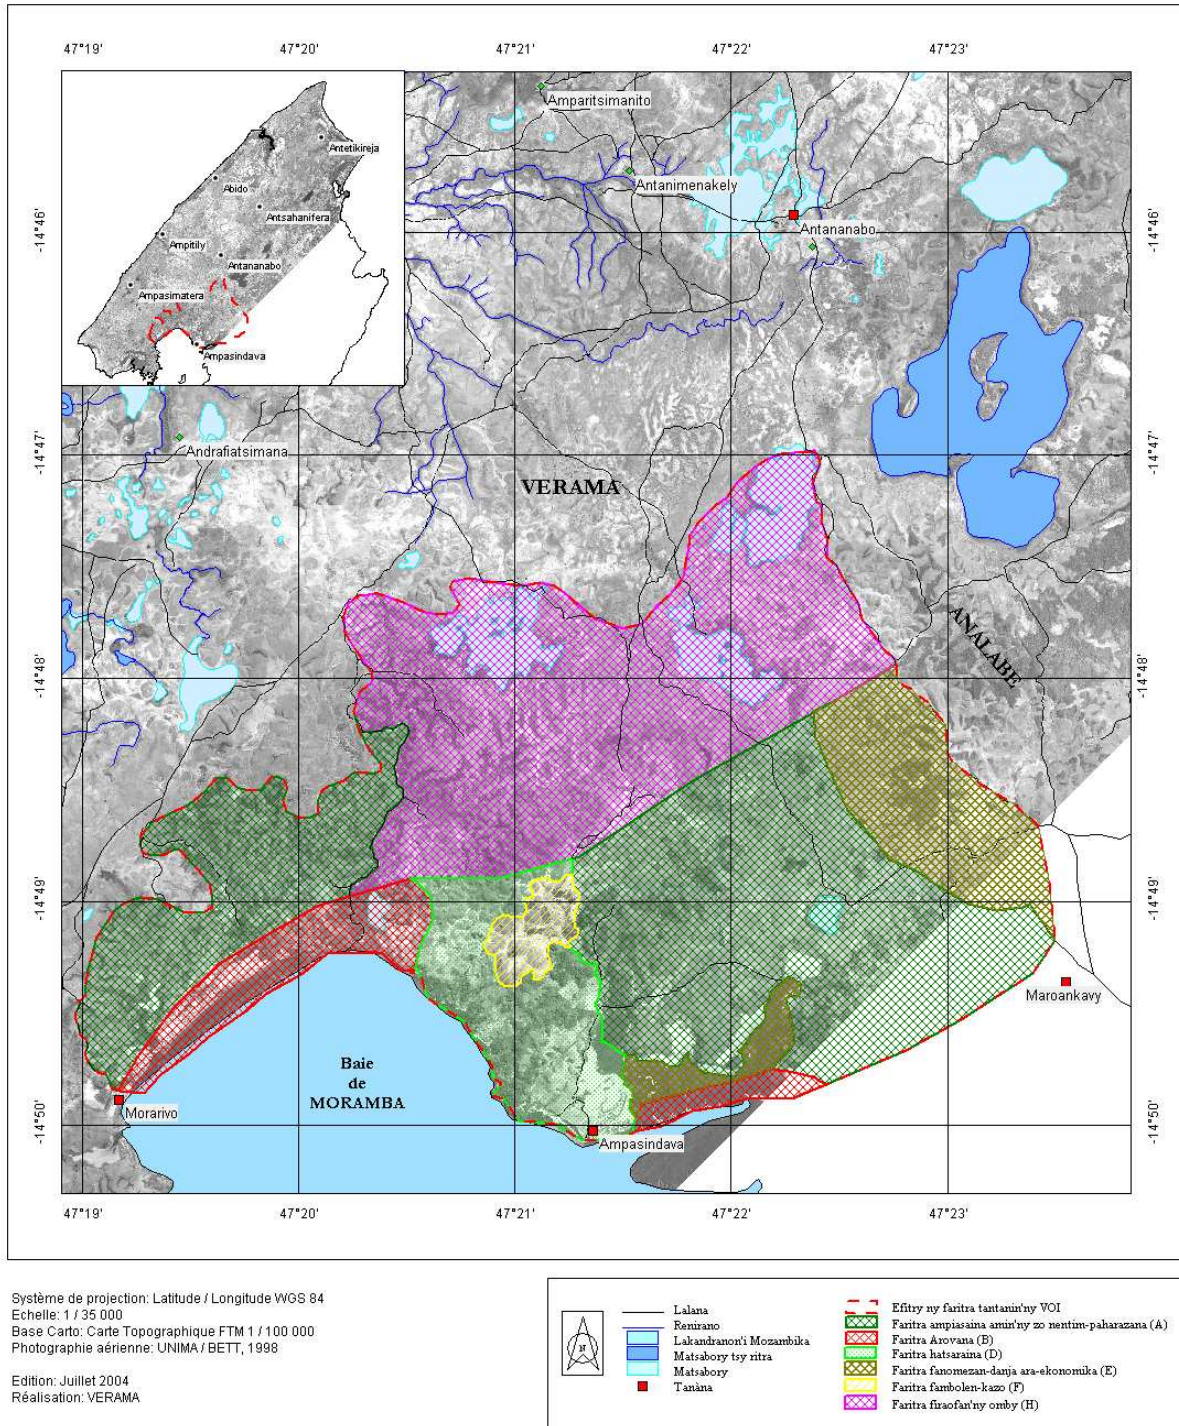 47°19' 47°20' 47°21' 47°22' 47°23'
Antetikireja
Abido
Antsahanifera
Ampitily
Antananabo
Ampasimatera
Ampasindava
Amparitsimanito
Antanimenakely
Antananabo
-14°46' -14°46'
Andrafiatsimana
-14°47' -14°47'
VERAMA
ANALABE
-14°48' -14°48'
-14°49' -14°49'
Maroankavy
Baie
de
MORAMBA
Morarivo
-14°50' -14°50'
Ampasindava
47°19' 47°20' 47°21' 47°22' 47°23'
Système de projection: Latitude / Longitude WGS 84
Echelle: 1 / 35 000
Base Carto: Carte Topographique FTM 1 / 100 000
Photographie aérienne: UNIMA / BETT, 1998
Edition: Juillet 2004
Réalisation: VERAMA
N
Lalana
Renirano
Lakandranon'i Mozambika
Matsabory tsy ritra
Matsabory
Tanàna
Efitry ny faritra tantanin'ny VOI
Faritra ampiasaina amin'ny zo nentim-paharazana (A)
Faritra Arovana (B)
Faritra hatsaraina (D)
Faritra fanomezan-danja ara-ekonomika (E)
Faritra fambolen-kazo (F)
Faritra firaofan'ny omby (H)